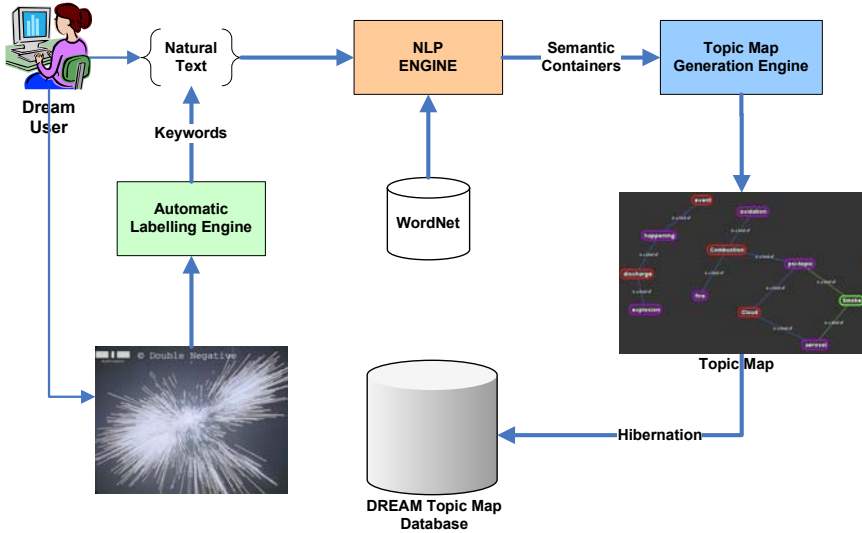 Natural
Text
NLP
ENGINE
Semantic
Containers
Topic Map
Generation Engine
Dream
User
Keywords
Automatic
Labelling Engine
WordNet
event
oxidation
happening
Combustion
psi-topic
discharge
fire
explosion
Cloud
Smoke
aerosol
© Double Negative
Topic Map
Hibernation
DREAM Topic Map
Database